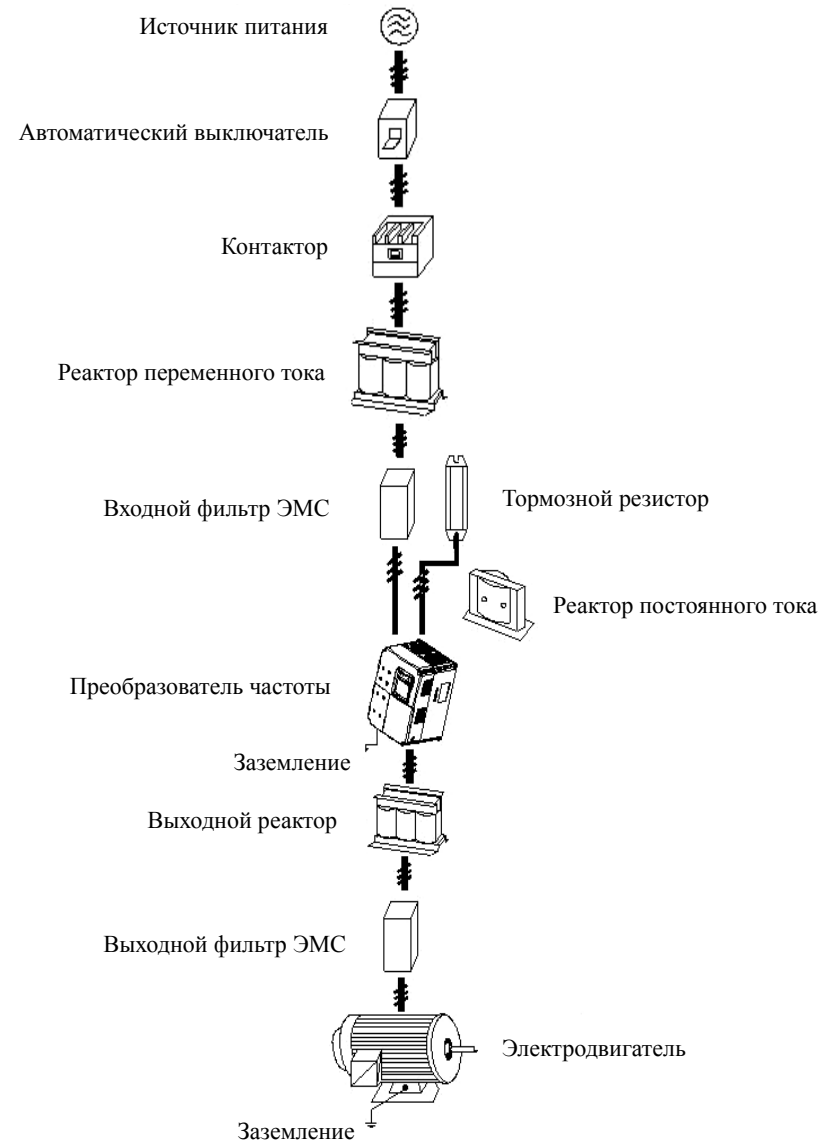 Источник питания
Автоматический выключатель
Контактор
Реактор переменного тока
Входной фильтр ЭМС
Тормозной резистор
Реактор постоянного тока
Преобразователь частоты
Заземление
Выходной реактор
Выходной фильтр ЭМС
Электродвигатель
Заземление